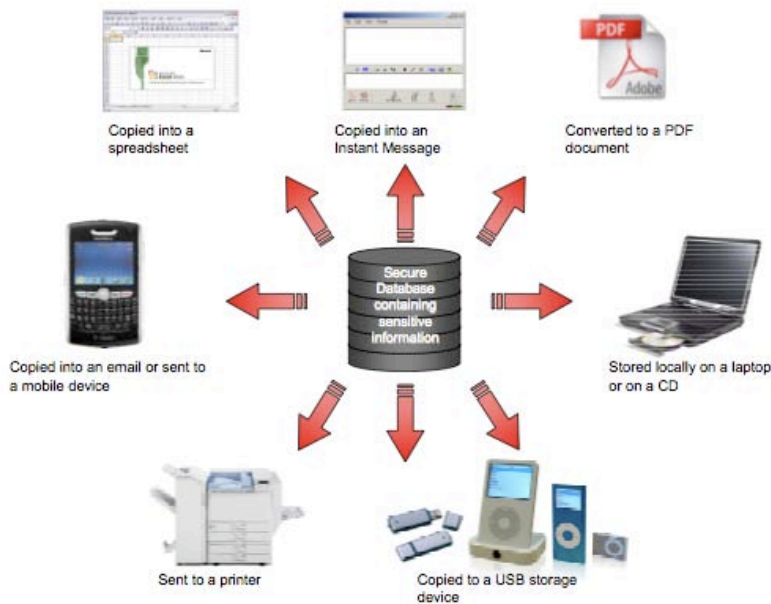 Copied into a
spreadsheet
Copied into an
Instant Message
PDF
Adobe
Converted to a PDF
document
Secure
Database
containing
sensitive
information
Copied into an email or sent to
a mobile device
Stored locally on a laptop
or on a CD
Sent to a printer
Copied to a USB storage
device